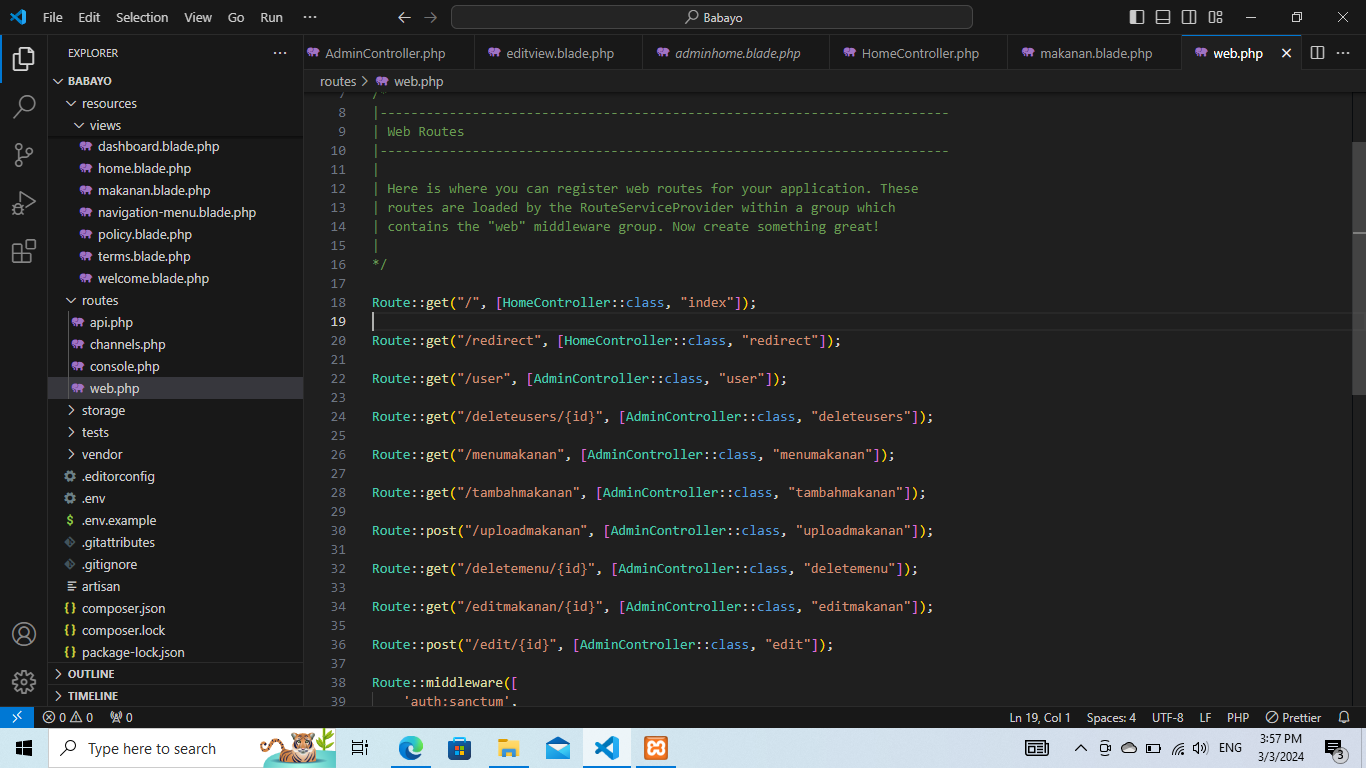 File Edit Selection View Go Run ··· Babayo
EXPLORER ···
BABAYO
resources
views
dashboard.blade.php
home.blade.php
makanan.blade.php
navigation-menu.blade.php
policy.blade.php
terms.blade.php
welcome.blade.php
routes
api.php
channels.php
console.php
web.php
storage
tests
vendor
.editorconfig
.env
.env.example
.gitattributes
.gitignore
artisan
composer.json
composer.lock
package-lock.json
OUTLINE
TIMELINE
AdminController.php editview.blade.php adminhome.blade.php HomeController.php makanan.blade.php web.php
routes > web.php
7 /*
8 |--------------------------------------------------------------------------
9 | Web Routes
10 |--------------------------------------------------------------------------
11 |
12 | Here is where you can register web routes for your application. These
13 | routes are loaded by the RouteServiceProvider within a group which
14 | contains the "web" middleware group. Now create something great!
15 |
16 */
17
18 Route::get("/", [HomeController::class, "index"]);
19
20 Route::get("/redirect", [HomeController::class, "redirect"]);
21
22 Route::get("/user", [AdminController::class, "user"]);
23
24 Route::get("/deleteusers/{id}", [AdminController::class, "deleteusers"]);
25
26 Route::get("/menumakanan", [AdminController::class, "menumakanan"]);
27
28 Route::get("/tambahmakanan", [AdminController::class, "tambahmakanan"]);
29
30 Route::post("/uploadmakanan", [AdminController::class, "uploadmakanan"]);
31
32 Route::get("/deletemenu/{id}", [AdminController::class, "deletemenu"]);
33
34 Route::get("/editmakanan/{id}", [AdminController::class, "editmakanan"]);
35
36 Route::post("/edit/{id}", [AdminController::class, "edit"]);
37
38 Route::middleware([
39 'auth:sanctum',
0 0 0 Ln 19, Col 1 Spaces: 4 UTF-8 LF PHP Prettier
Type here to search ENG 3:57 PM
3/3/2024 3